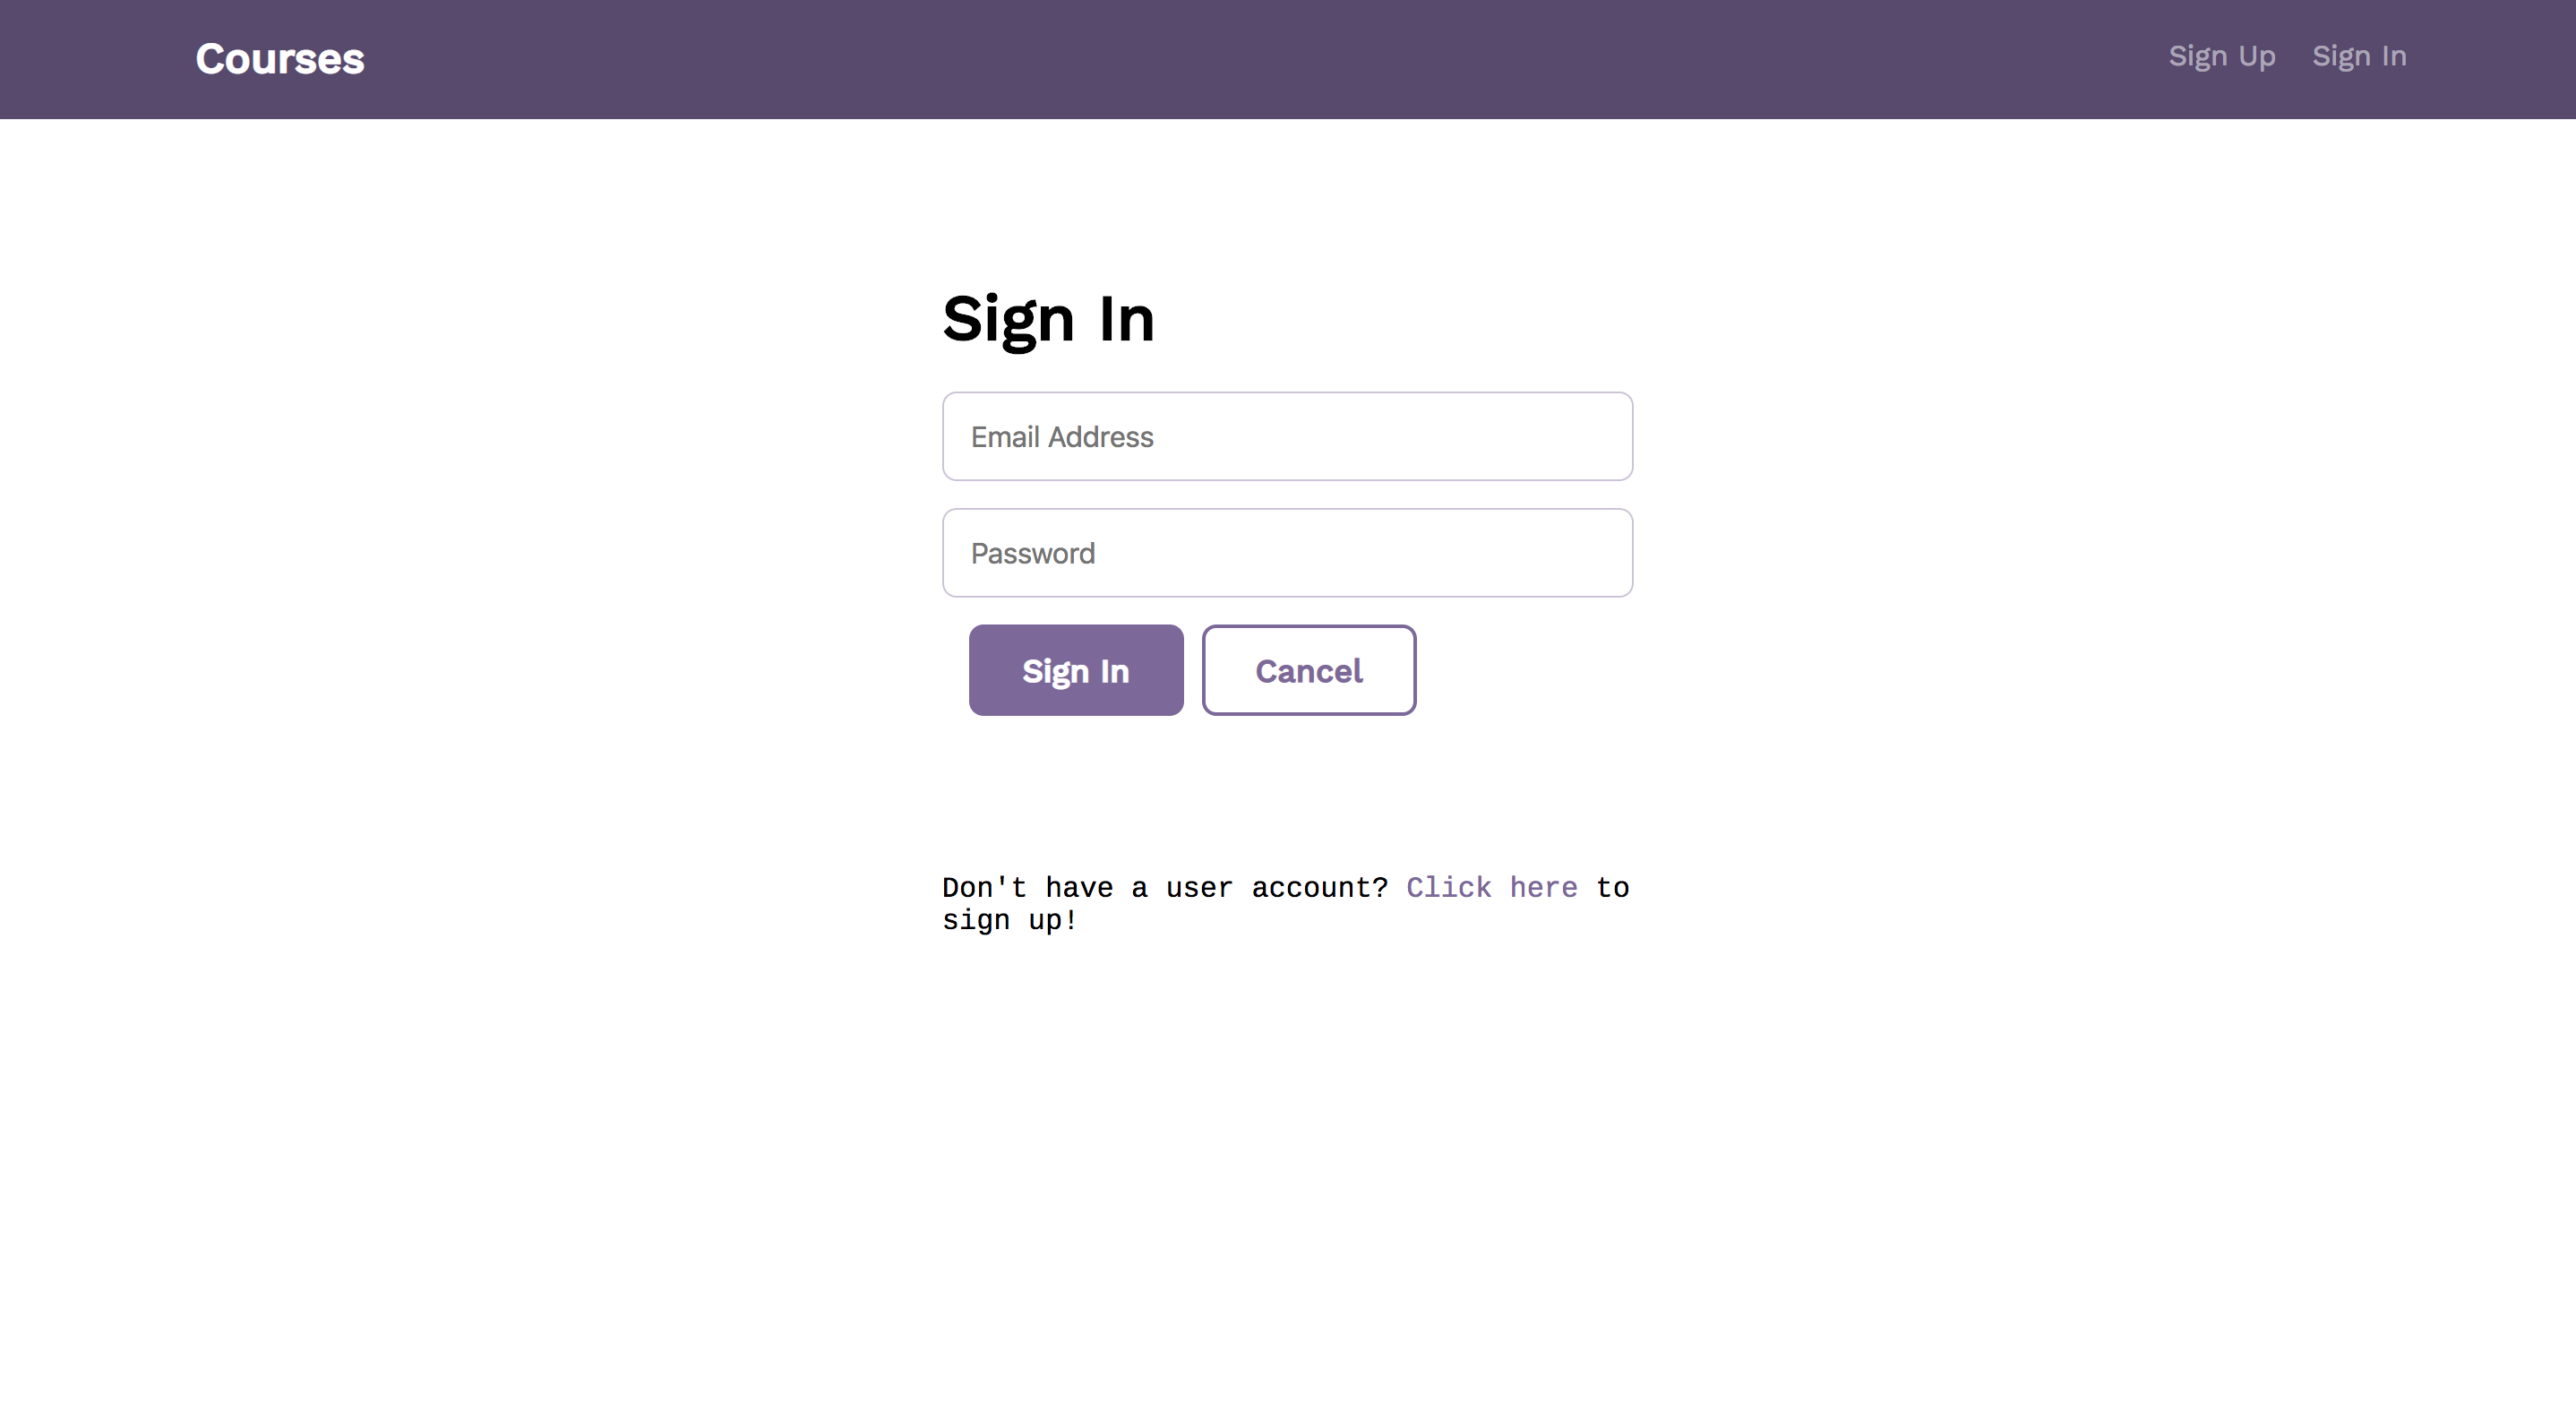 Courses
Sign Up
Sign In
Sign In
Email Address
Password
Sign In
Cancel
Don't have a user account? Click here to
sign up!